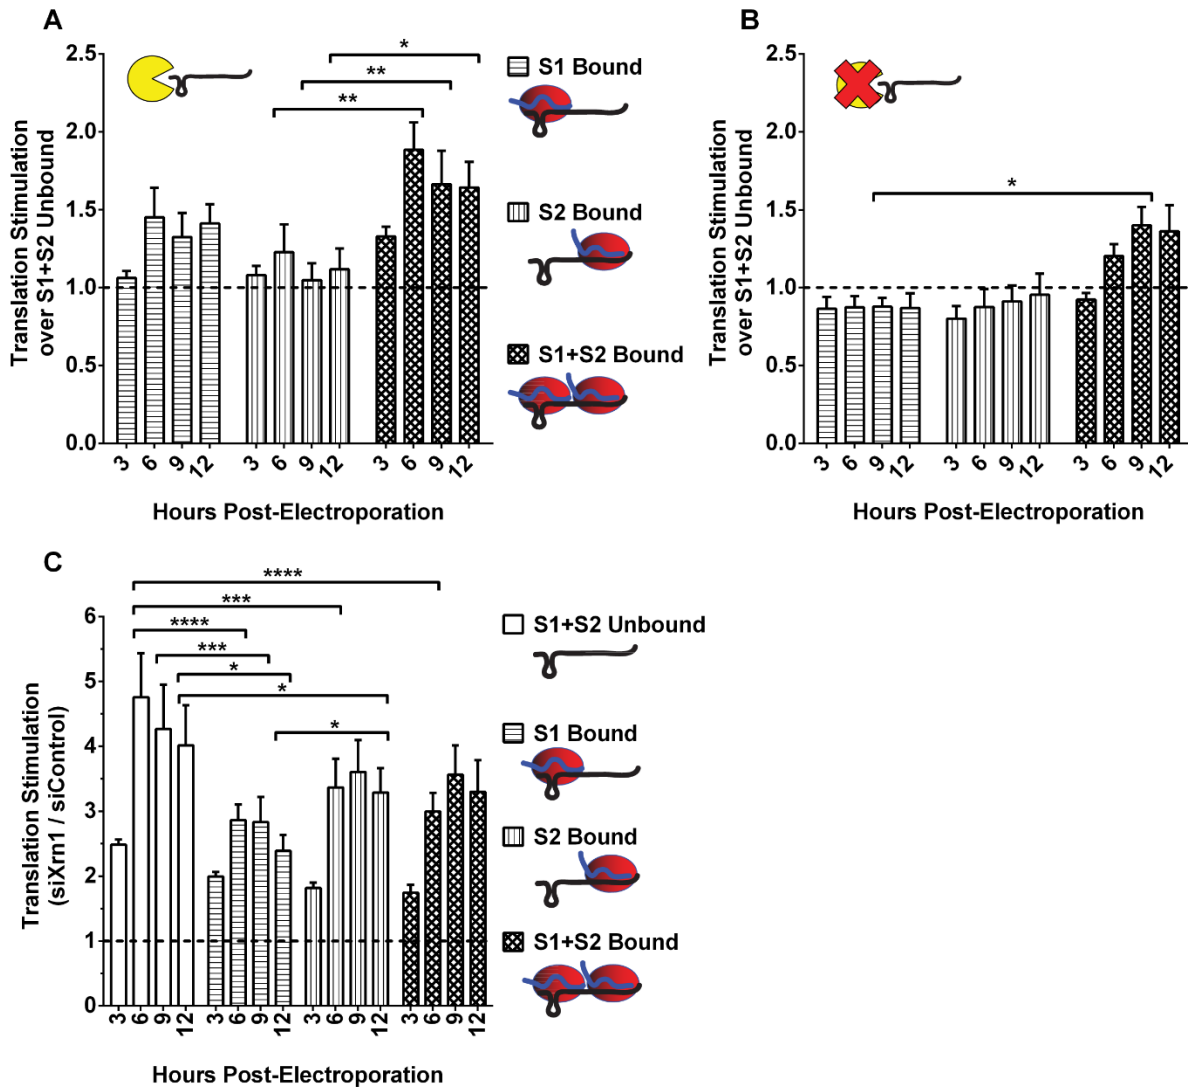 A
Translation Stimulation
over S1+S2 Unbound
2.5
2.0
1.5
1.0
0.5
0.0
*
**
**
3 6 9 12 3 6 9 12 3 6 9 12
Hours Post-Electroporation
S1 Bound
S2 Bound
S1+S2 Bound
B
Translation Stimulation
over S1+S2 Unbound
2.5
2.0
1.5
1.0
0.5
0.0
*
3 6 9 12 3 6 9 12 3 6 9 12
Hours Post-Electroporation
C
Translation Stimulation
(siXrn1 / siControl)
6
5
4
3
2
1
0
****
***
****
***
*
*
*
3 6 9 12 3 6 9 12 3 6 9 12 3 6 9 12
Hours Post-Electroporation
S1+S2 Unbound
S1 Bound
S2 Bound
S1+S2 Bound